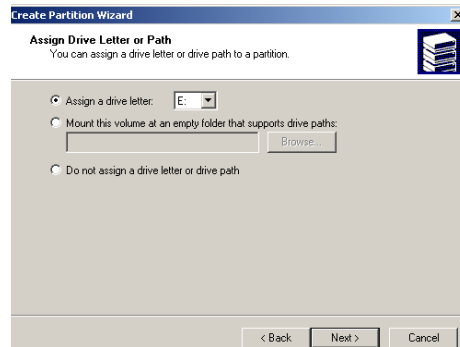 Create Partition Wizard
Assign Drive Letter or Path
You can assign a drive letter or drive path to a partition.
Assign a drive letter: E:
Mount this volume at an empty folder that supports drive paths:
Browse...
Do not assign a drive letter or drive path
< Back Next > Cancel